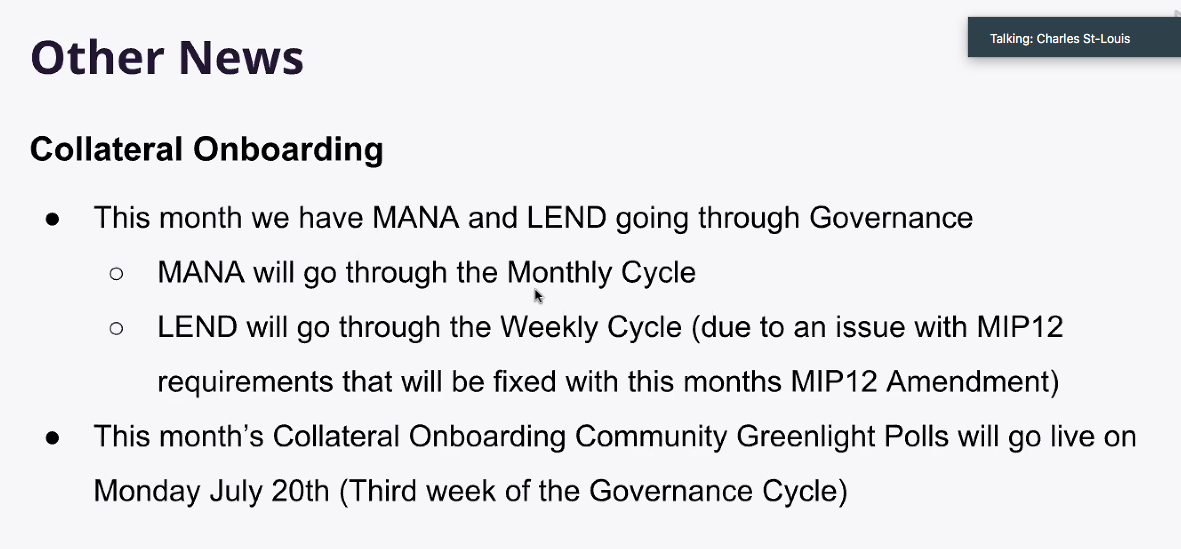 Talking: Charles St-Louis
Other News
Collateral Onboarding
● This month we have MANA and LEND going through Governance
○ MANA will go through the Monthly Cycle
○ LEND will go through the Weekly Cycle (due to an issue with MIP12
requirements that will be fixed with this months MIP12 Amendment)
● This month’s Collateral Onboarding Community Greenlight Polls will go live on
Monday July 20th (Third week of the Governance Cycle)